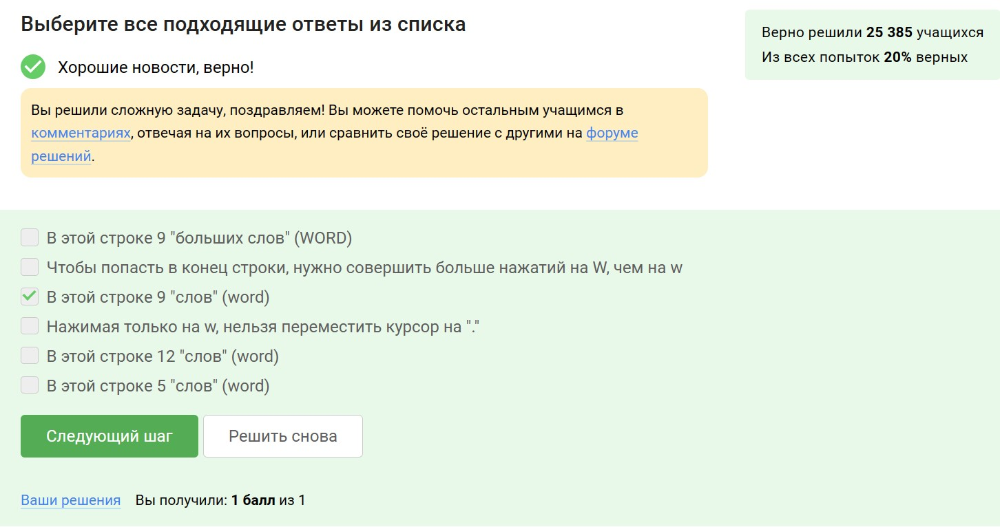 Выберите все подходящие ответы из списка
Верно решили 25 385 учащихся
Из всех попыток 20% верных
Хорошие новости, верно!
Вы решили сложную задачу, поздравляем! Вы можете помочь остальным учащимся в
комментариях, отвечая на их вопросы, или сравнить своё решение с другими на форуме
решений.
В этой строке 9 "больших слов" (WORD)
Чтобы попасть в конец строки, нужно совершить больше нажатий на W, чем на w
В этой строке 9 "слов" (word)
Нажимая только на w, нельзя переместить курсор на "."
В этой строке 12 "слов" (word)
В этой строке 5 "слов" (word)
Следующий шаг
Решить снова
Ваши решения Вы получили: 1 балл из 1